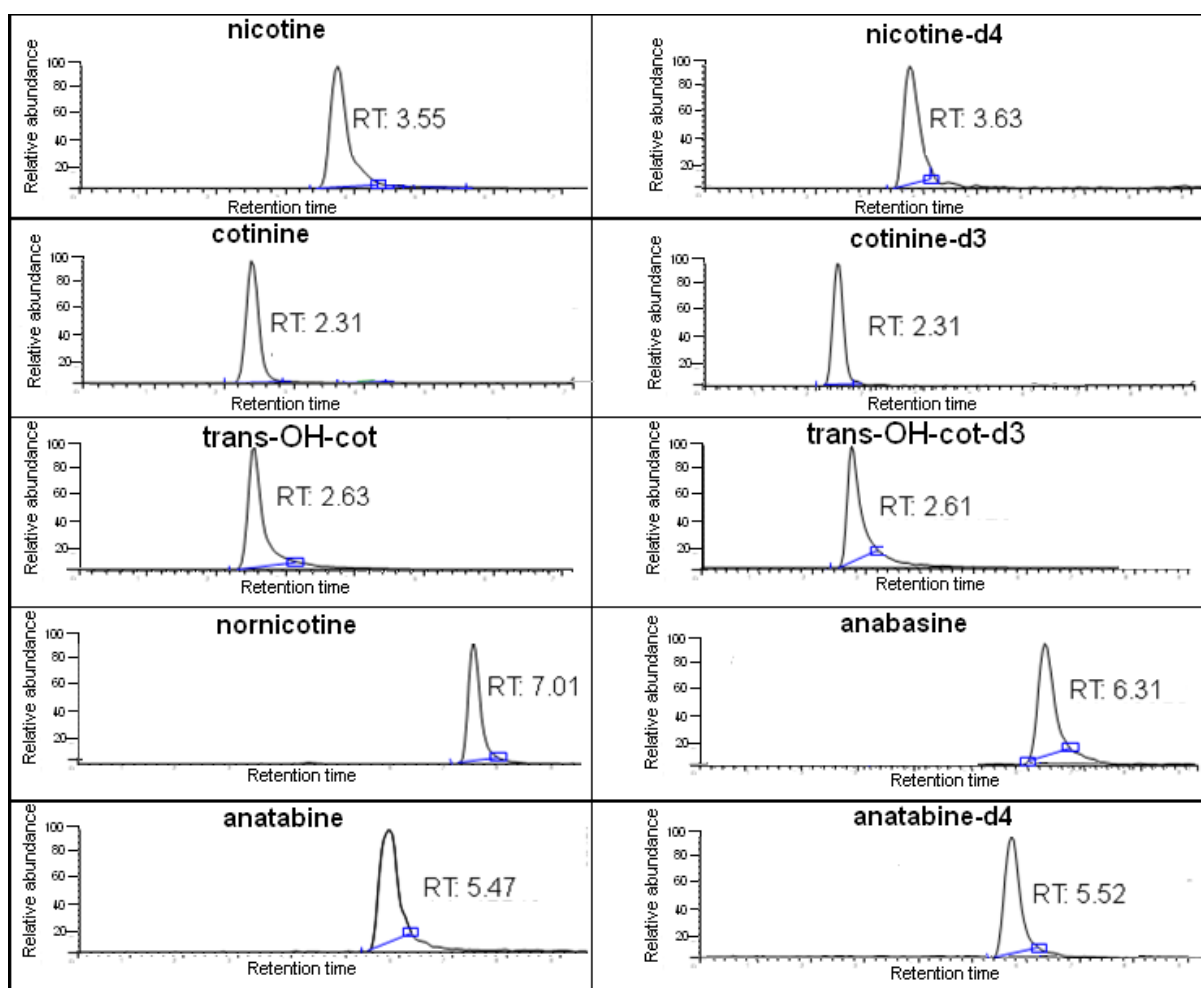 nicotine
Relative abundance
100
80
60
40
20
RT: 3.55
Retention time
nicotine-d4
Relative abundance
100
80
60
40
20
RT: 3.63
Retention time
cotinine
Relative abundance
100
80
60
40
20
RT: 2.31
Retention time
cotinine-d3
Relative abundance
100
80
60
40
20
RT: 2.31
Retention time
trans-OH-cot
Relative abundance
100
80
60
40
20
RT: 2.63
Retention time
trans-OH-cot-d3
Relative abundance
100
80
60
40
20
RT: 2.61
Retention time
nornicotine
Relative abundance
100
80
60
40
20
RT: 7.01
Retention time
anabasine
Relative abundance
100
80
60
40
20
RT: 6.31
Retention time
anatabine
Relative abundance
100
80
60
40
20
RT: 5.47
Retention time
anatabine-d4
Relative abundance
100
80
60
40
20
RT: 5.52
Retention time